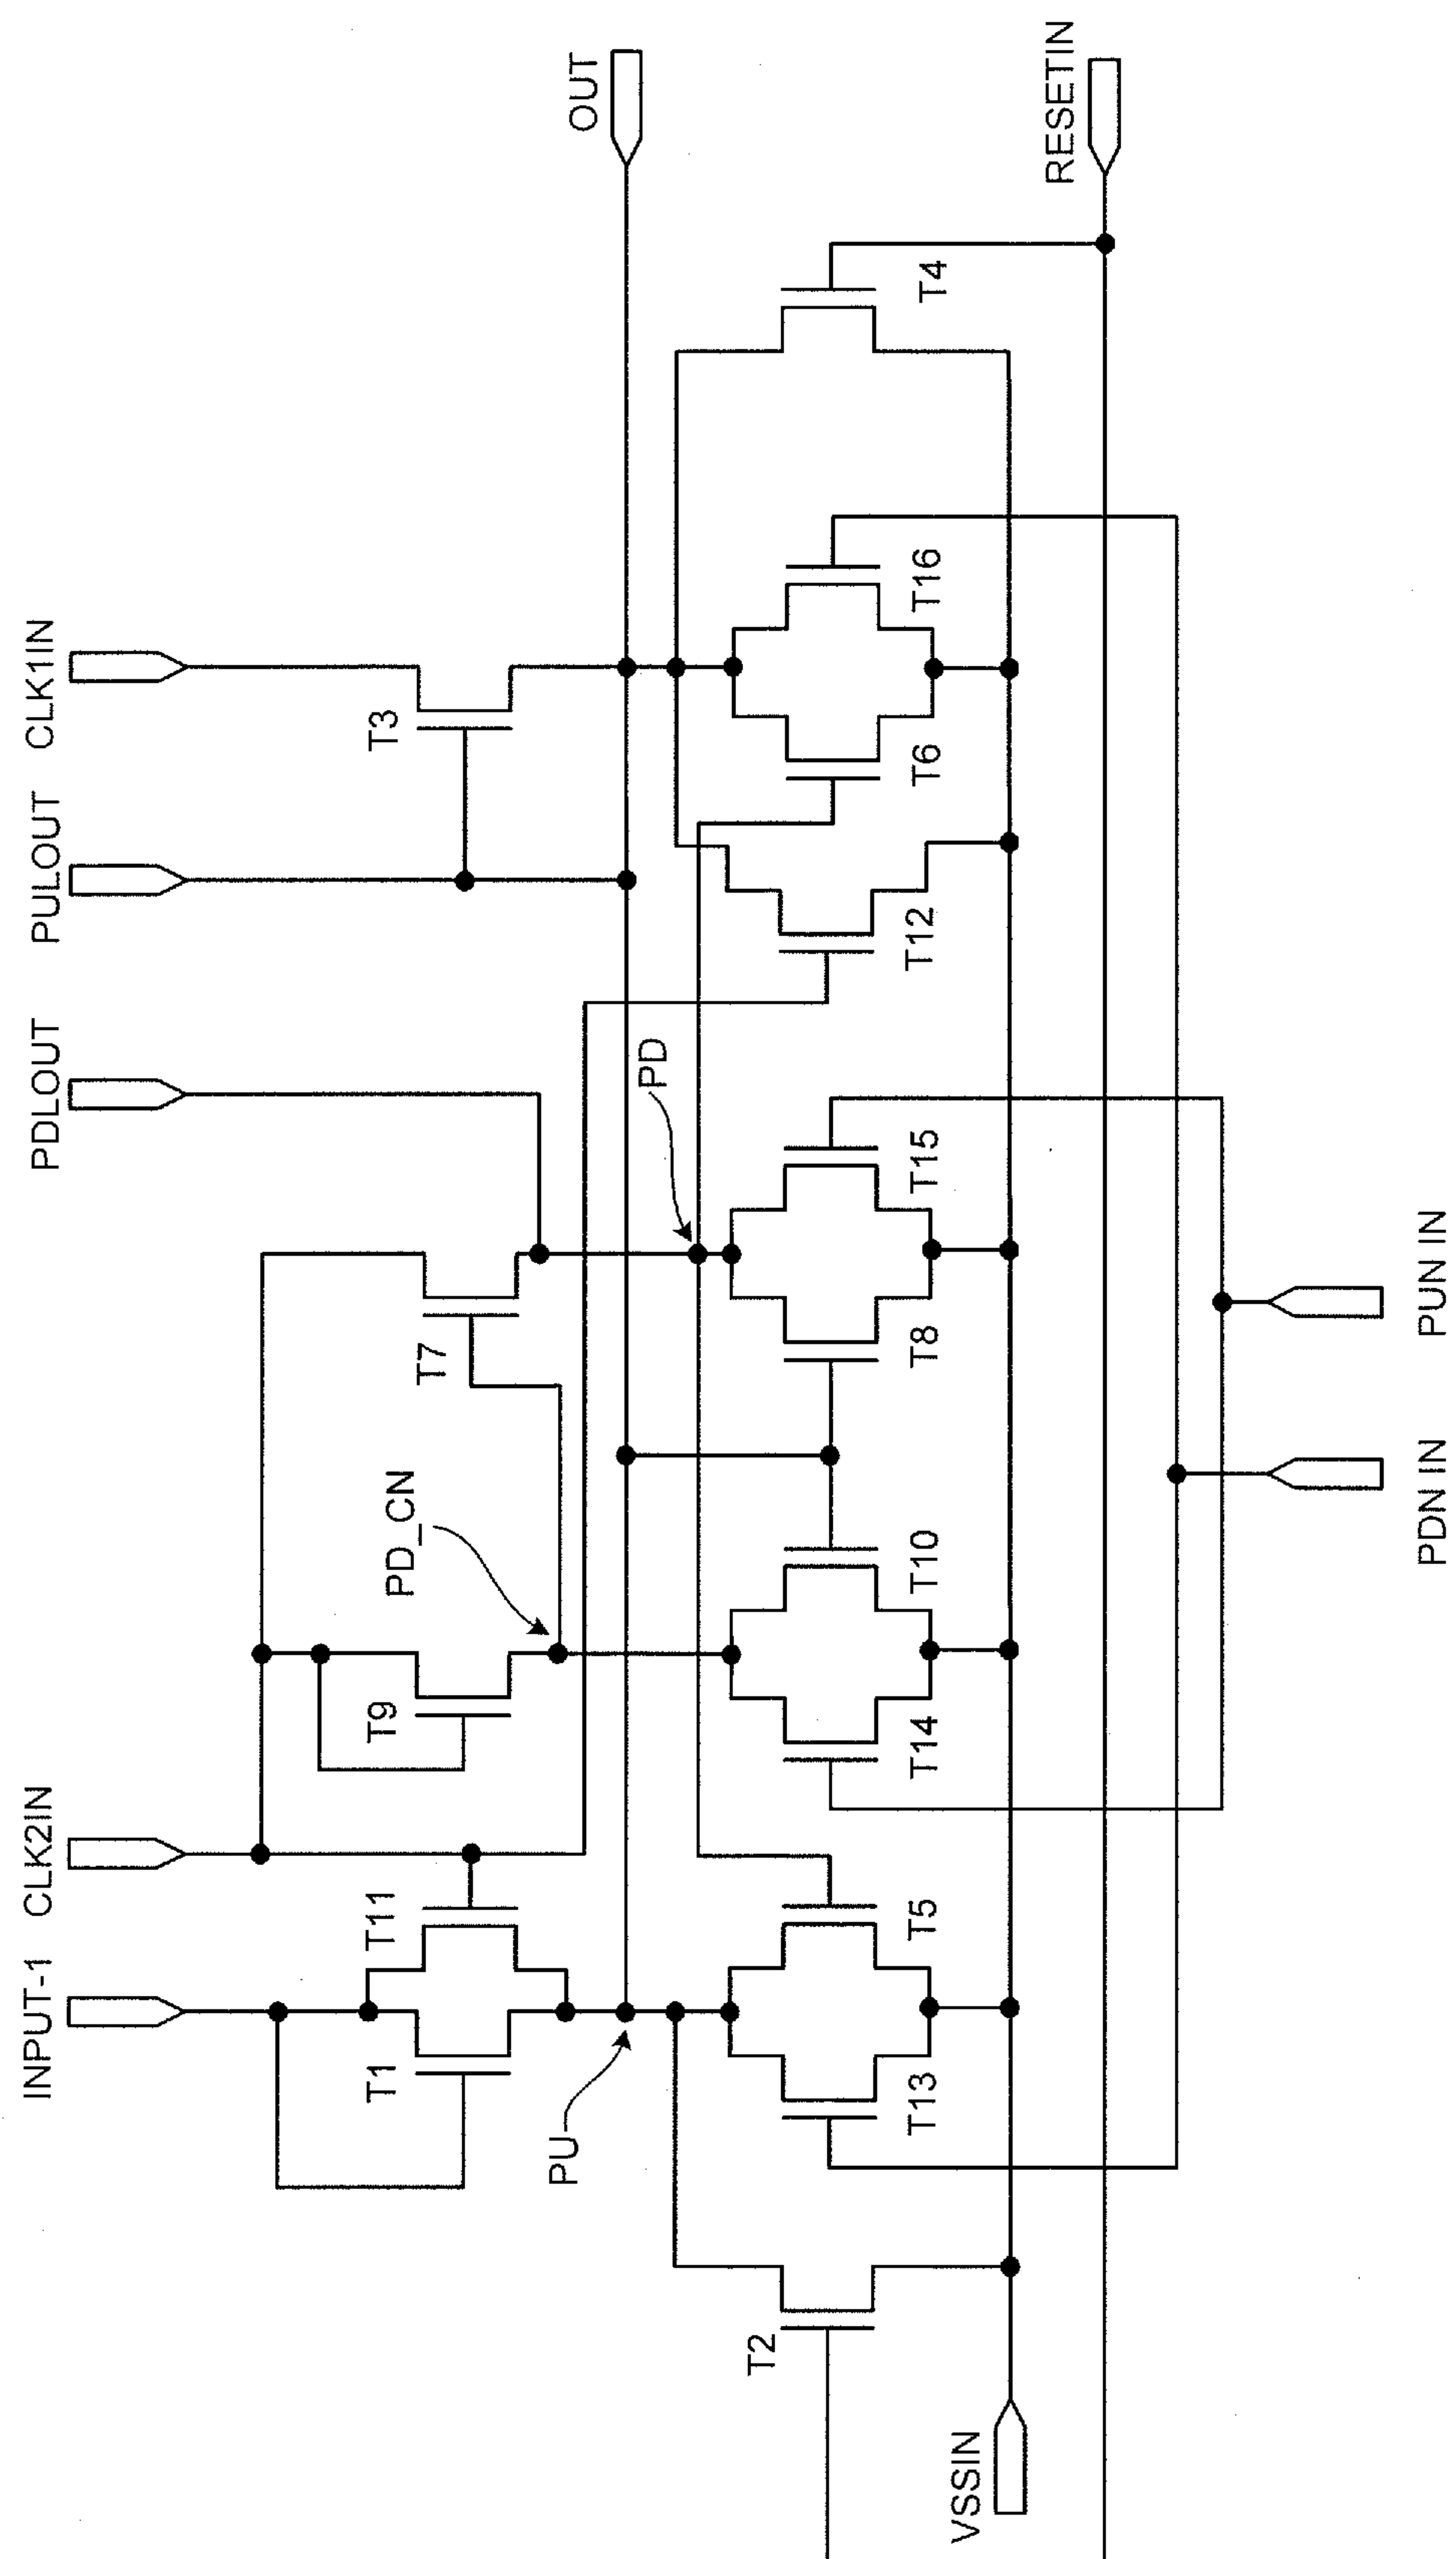 INPUT-1
CLK2IN
PDLOUT
PULOUT
CLK1IN
OUT
RESETIN
T1
T11
T9
PD_CN
T7
T3
PU
PD
T2
T13
T5
T14
T10
T8
T15
T12
T6
T16
T4
VSSIN
PDN IN
PUN IN